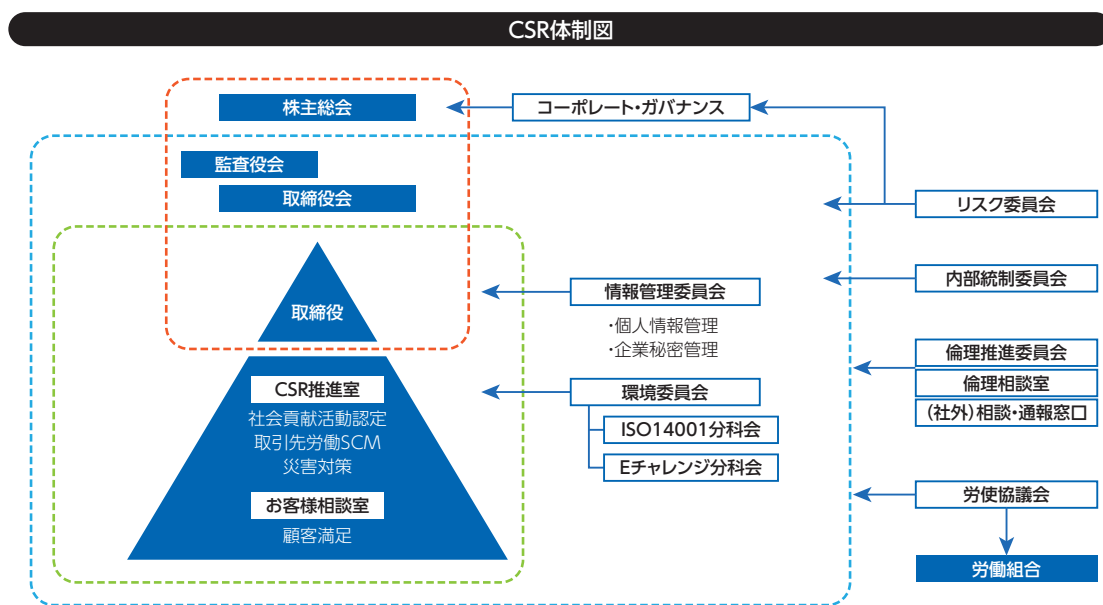 CSR体制図
株主総会
コーポレート・ガバナンス
監査役会
取締役会
リスク委員会
内部統制委員会
取締役
情報管理委員会
・個人情報管理
・企業秘密管理
倫理推進委員会
倫理相談室
(社外)相談・通報窓口
CSR推進室
社会貢献活動認定
取引先労働SCM
災害対策
環境委員会
ISO14001分科会
Eチャレンジ分科会
お客様相談室
顧客満足
労使協議会
労働組合